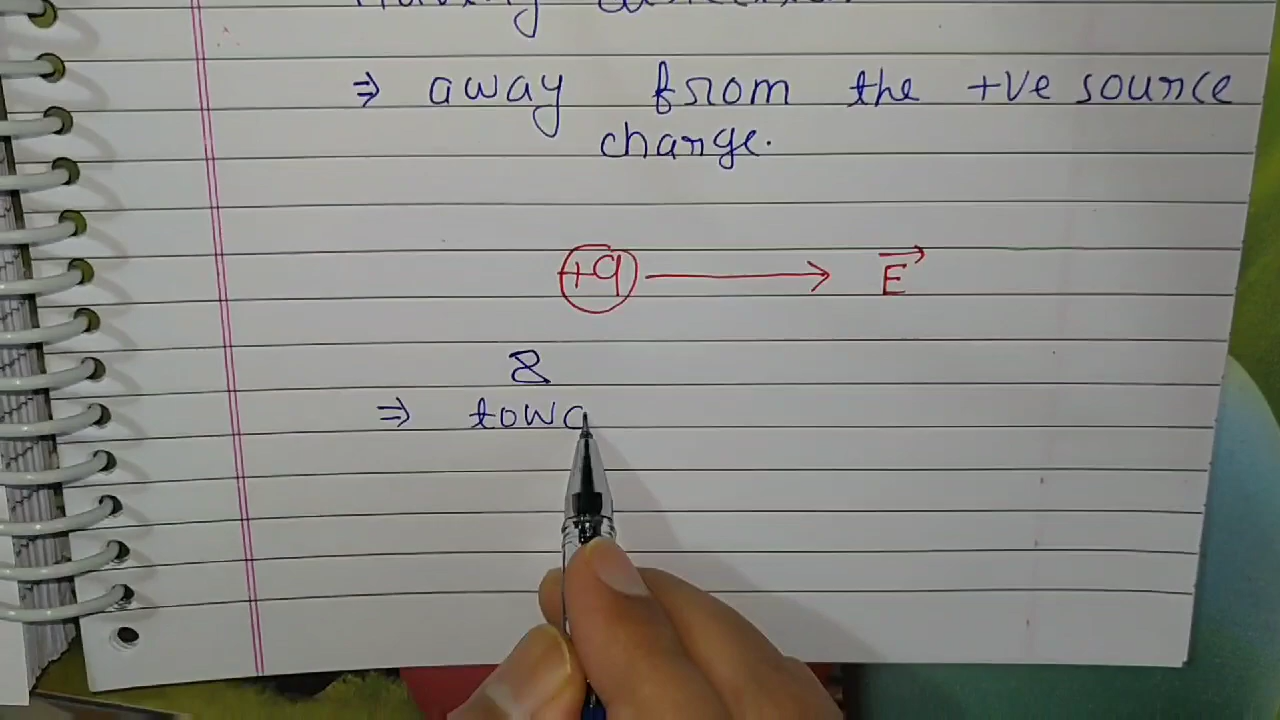 ⇒ away from the +ve source
charge.
+q → E⃗
&
⇒ towa